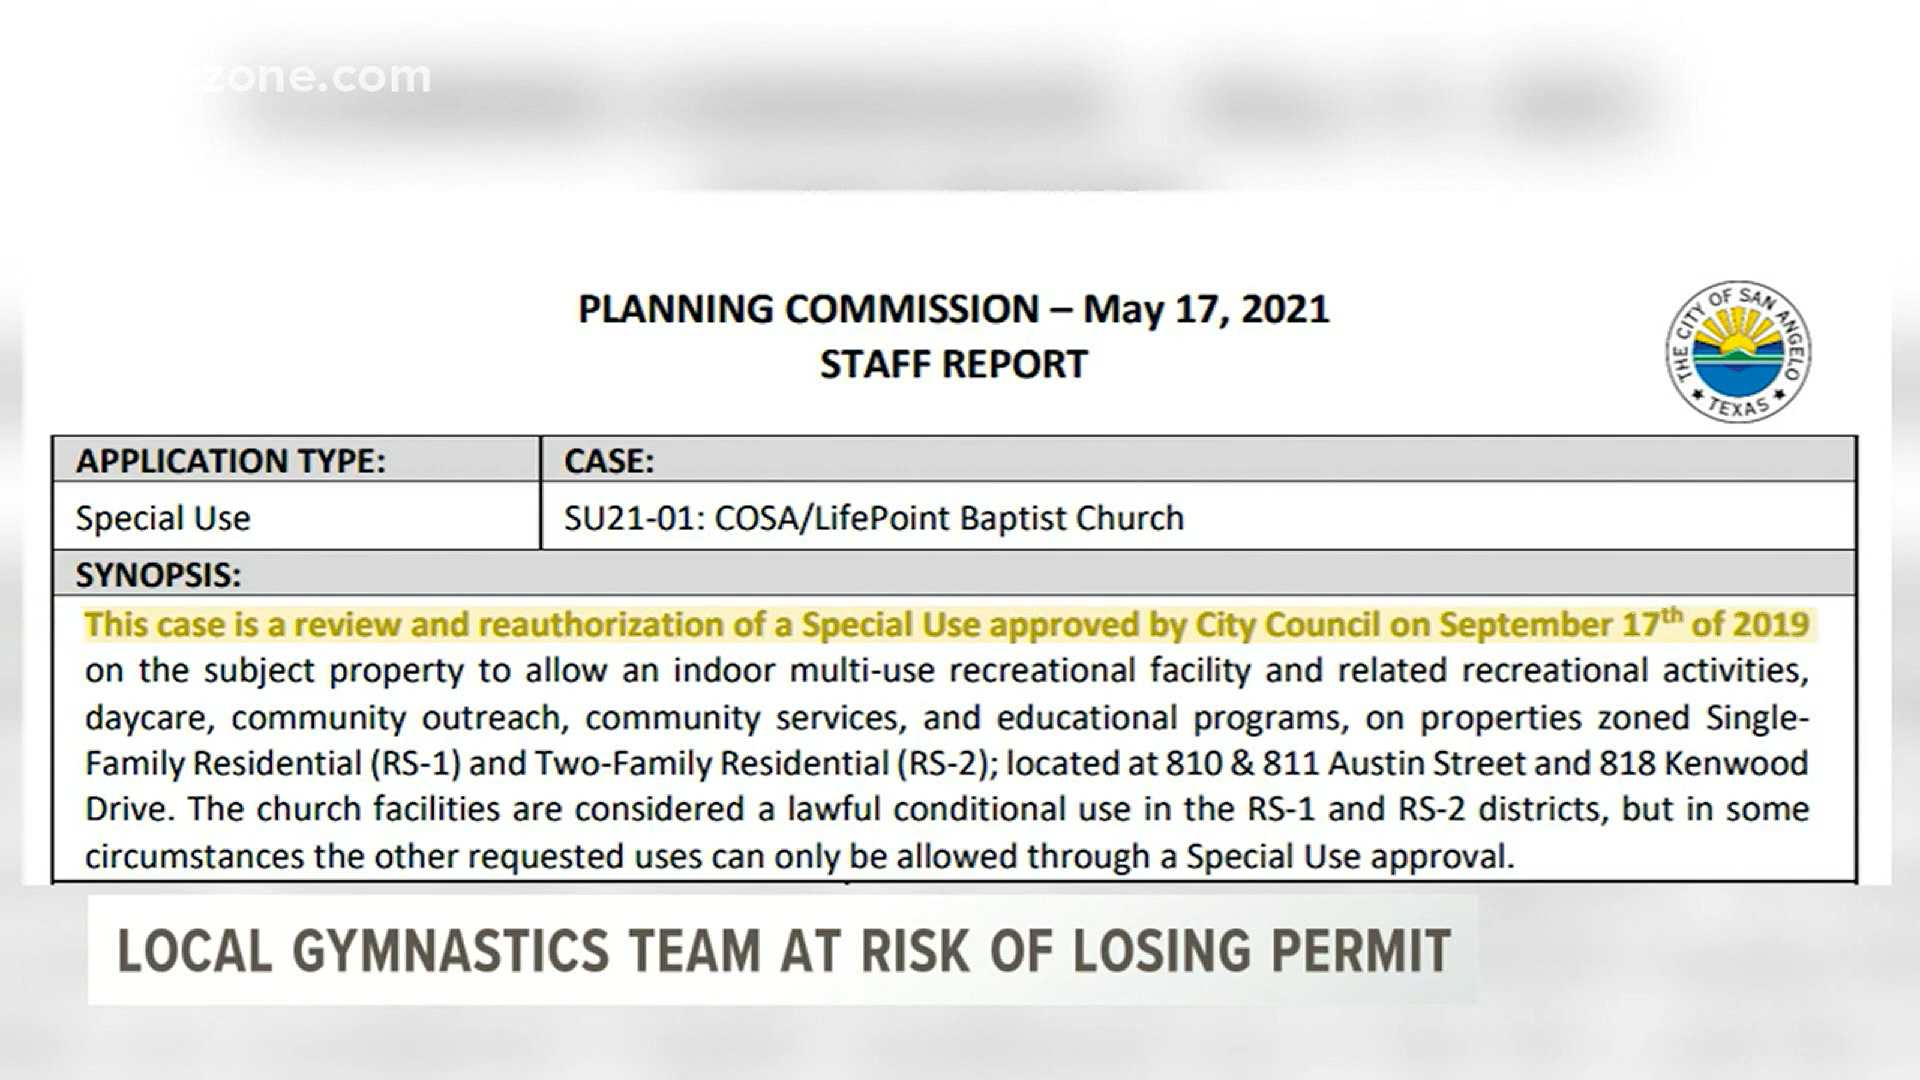 zone.com
PLANNING COMMISSION – May 17, 2021
STAFF REPORT
THE CITY OF SAN ANGELO
TEXAS
APPLICATION TYPE: CASE:
Special Use SU21-01: COSA/LifePoint Baptist Church
SYNOPSIS:
This case is a review and reauthorization of a Special Use approved by City Council on September 17th of 2019
on the subject property to allow an indoor multi-use recreational facility and related recreational activities,
daycare, community outreach, community services, and educational programs, on properties zoned Single-
Family Residential (RS-1) and Two-Family Residential (RS-2); located at 810 & 811 Austin Street and 818 Kenwood
Drive. The church facilities are considered a lawful conditional use in the RS-1 and RS-2 districts, but in some
circumstances the other requested uses can only be allowed through a Special Use approval.
LOCAL GYMNASTICS TEAM AT RISK OF LOSING PERMIT